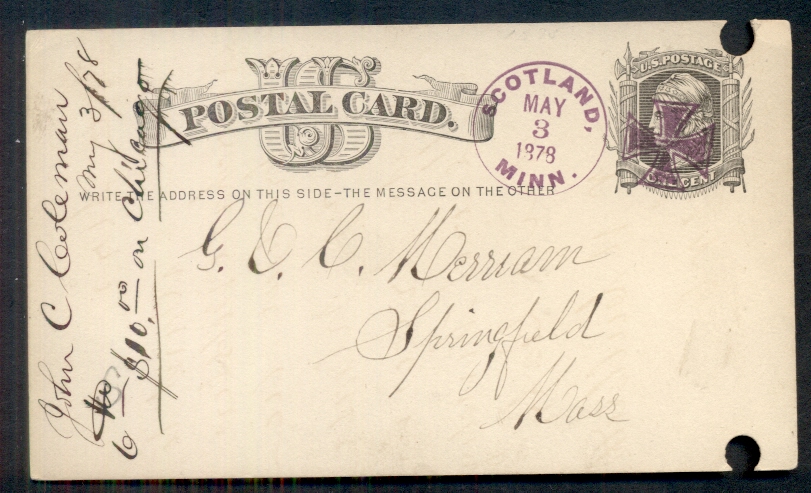 US
POSTAL CARD.
WRITE THE ADDRESS ON THIS SIDE - THE MESSAGE ON THE OTHER
SCOTLAND,
MAY
3
1878
MINN.
U.S. POSTAGE
ONE CENT
G. & C. Merriam
Springfield
Mass
John C Coleman
My 3/78
$10.00 on Chicago